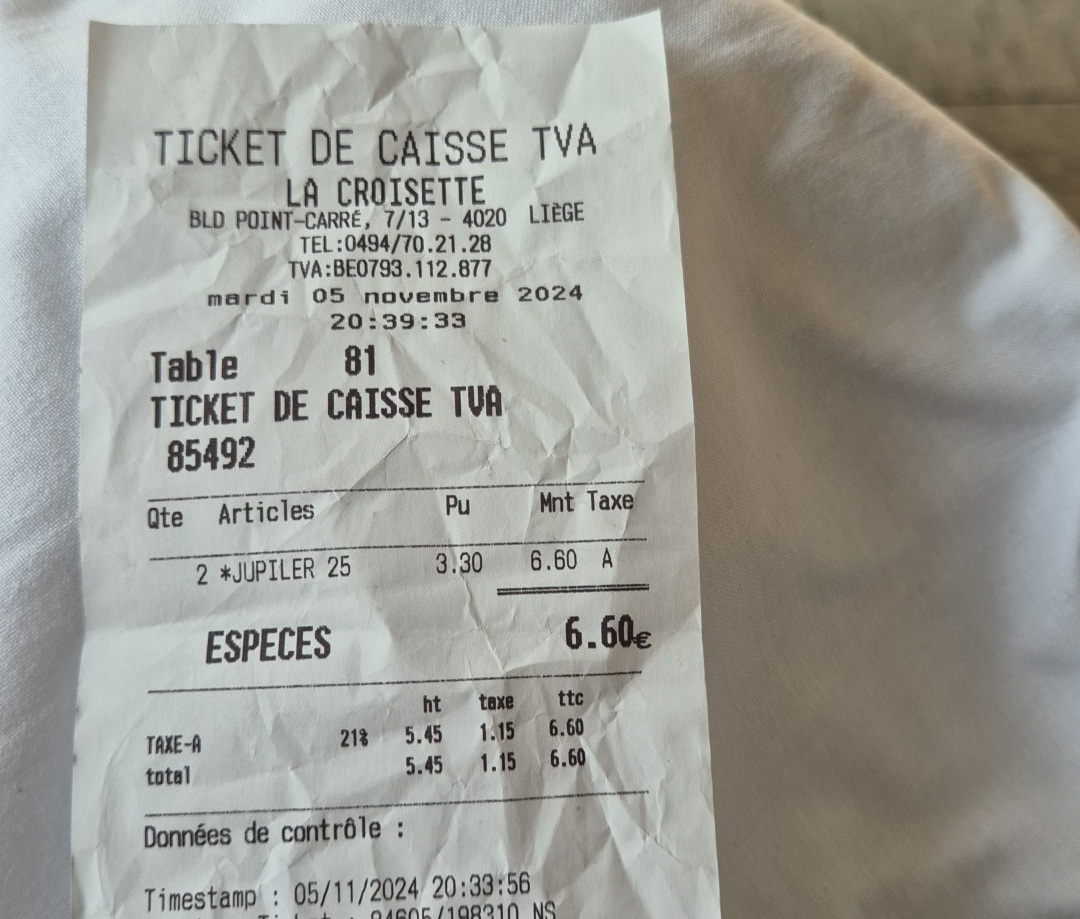 TICKET DE CAISSE TVA
LA CROISETTE
BLD POINT-CARRÉ, 7/13 - 4020 LIÈGE
TEL:0494/70.21.28
TVA:BE0793.112.877
mardi 05 novembre 2024
20:39:33
Table 81
TICKET DE CAISSE TVA
85492
Qte Articles Pu Mnt Taxe
2 *JUPILER 25 3.30 6.60 A
ESPECES 6.60€
ht taxe ttc
TAXE-A 21% 5.45 1.15 6.60
total 5.45 1.15 6.60
Données de contrôle :
Timestamp : 05/11/2024 20:33:56
Ticket : 94605/198310 NS